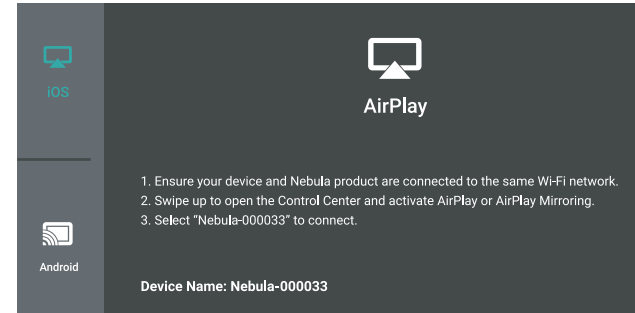 iOS
Android
AirPlay
1. Ensure your device and Nebula product are connected to the same Wi-Fi network.
2. Swipe up to open the Control Center and activate AirPlay or AirPlay Mirroring.
3. Select “Nebula-000033” to connect.
Device Name: Nebula-000033